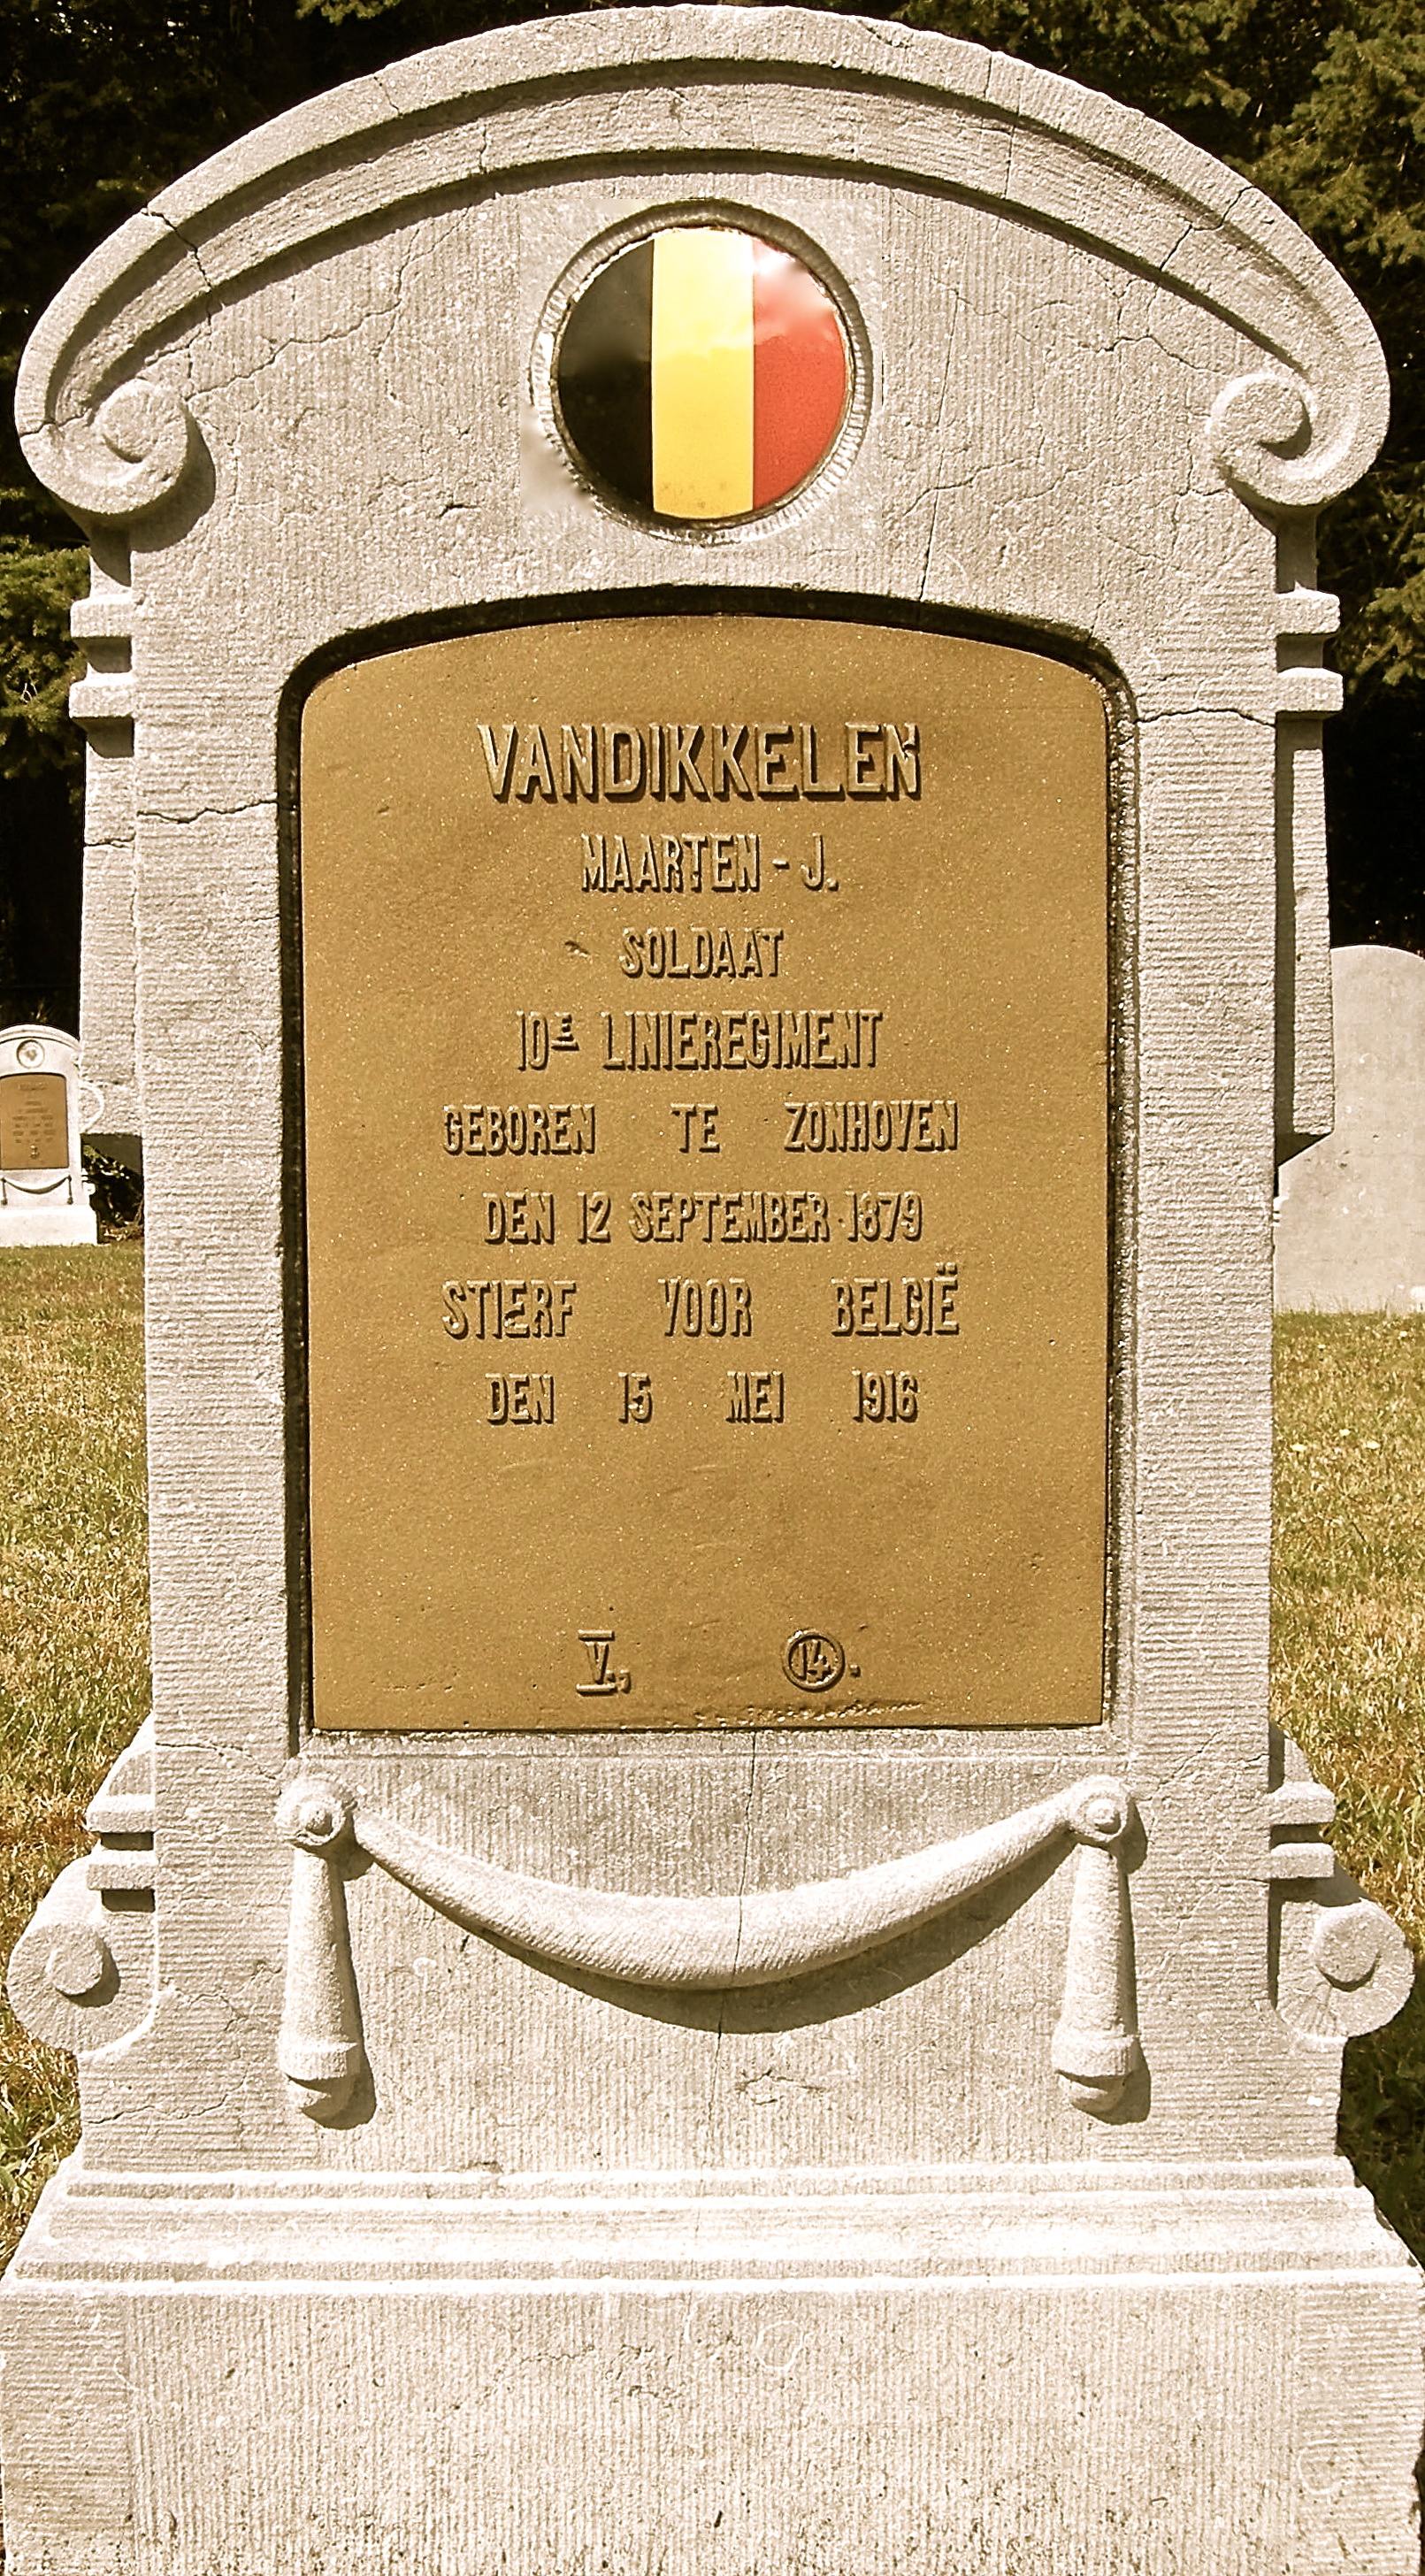 VANDIKKELEN
MAARTEN - J.
SOLDAAT
10E LINIEREGIMENT
GEBOREN TE ZONHOVEN
DEN 12 SEPTEMBER 1879
STIERF VOOR BELGIË
DEN 15 MEI 1916
V., 14.